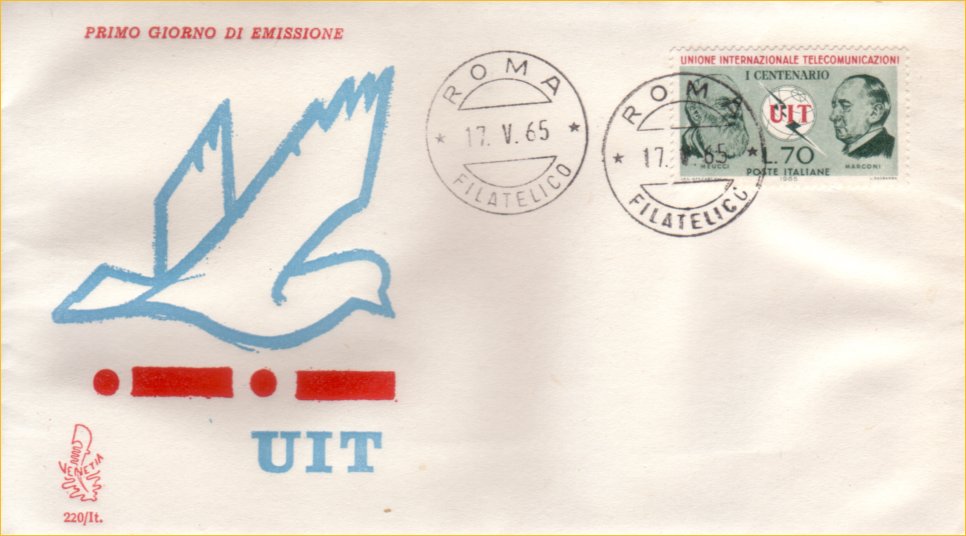 PRIMO GIORNO DI EMISSIONE
ROMA
17. V. 65
FILATELICO
ROMA
17. V. 65
FILATELICO
UNIONE INTERNAZIONALE TELECOMUNICAZIONI
I CENTENARIO
UIT
L.70
MEUCCI
MARCONI
POSTE ITALIANE
1965
UIT
VENETIA
220/It.